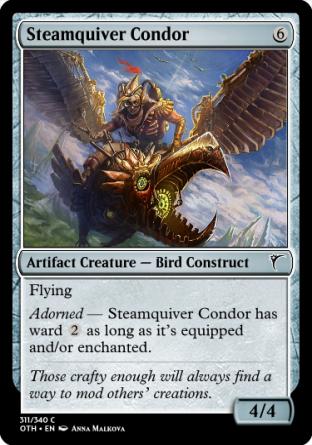 Steamquiver Condor 6
Artifact Creature — Bird Construct
Flying
Adorned — Steamquiver Condor has
ward 2 as long as it's equipped
and/or enchanted.
Those crafty enough will always find a
way to mod others' creations.
4/4
311/340 C
OTH • EN Anna Malkova